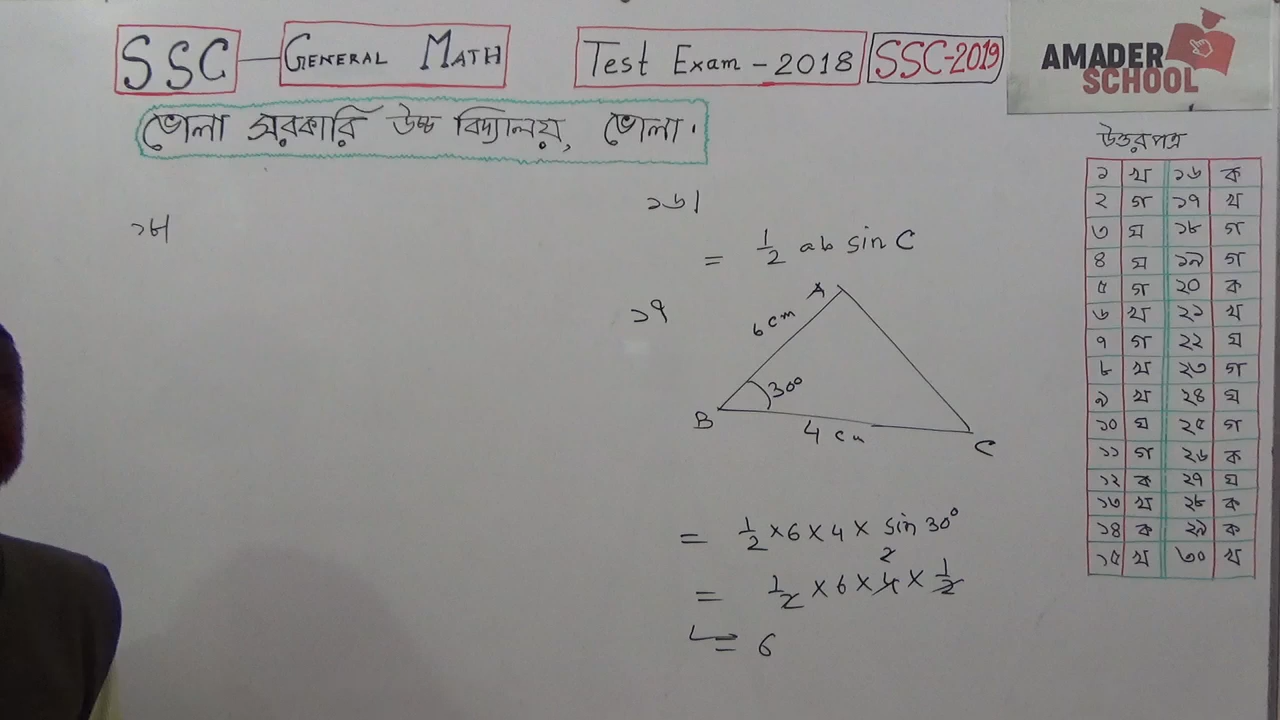 SSC GENERAL MATH Test Exam - 2018 SSC-2019
AMADER
SCHOOL
ভোলা সরকারি উচ্চ বিদ্যালয়, ভোলা।
১৮।
১৬।
= 1/2 ab sin C
১৭
A
6 cm
30°
B
4 cm
C
= 1/2 × 6 × 4 × sin 30°
2
= 1/2 × 6 × 4 × 1/2
= 6
উত্তরপত্র
১ খ ১৬ ক
২ গ ১৭ খ
৩ ঘ ১৮ গ
৪ ঘ ১৯ গ
৫ গ ২০ ক
৬ খ ২১ খ
৭ গ ২২ ঘ
৮ খ ২৩ গ
৯ খ ২৪ ঘ
১০ ঘ ২৫ গ
১১ গ ২৬ ক
১২ ক ২৭ ঘ
১৩ খ ২৮ ক
১৪ ক ২৯ ক
১৫ খ ৩০ খ